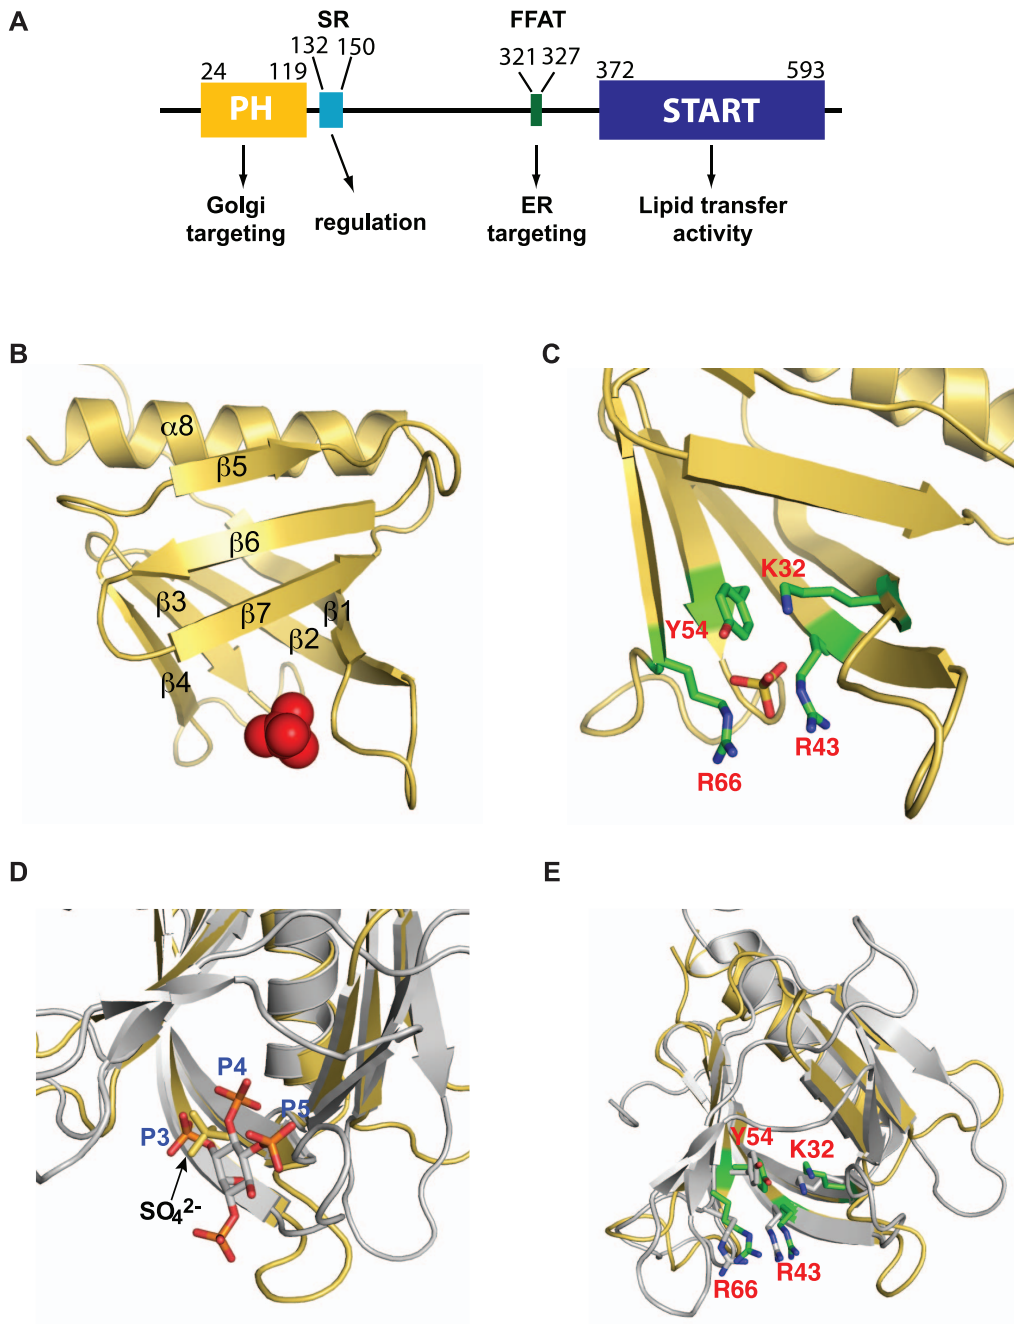 A
SR
FFAT
132 150
321 327
24 119
372 593
PH
START
Golgi
targeting
regulation
ER
targeting
Lipid transfer
activity
B
α8
β5
β6
β3
β7
β1
β2
β4
C
K32
Y54
R43
R66
D
P4
P5
P3
SO₄²⁻
E
Y54
K32
R66
R43